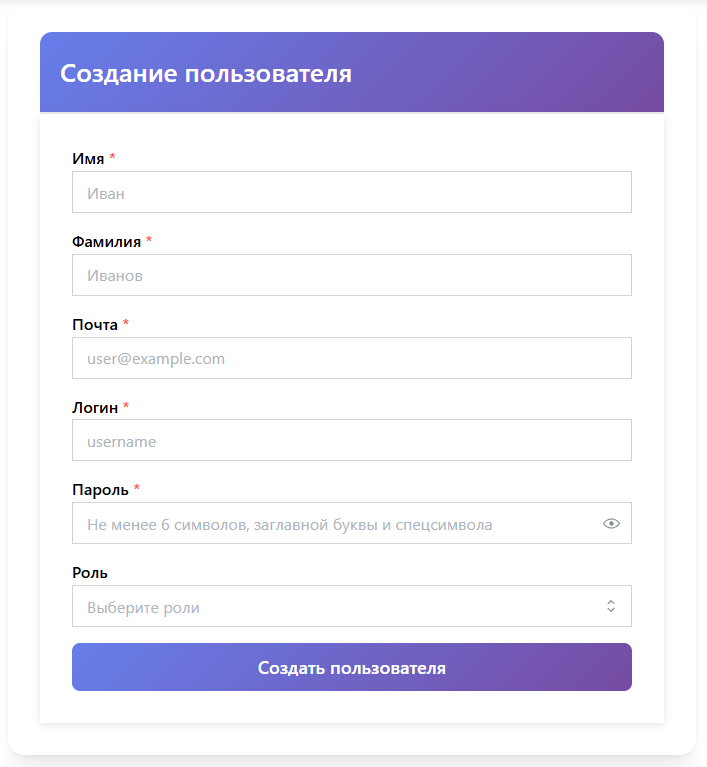 Создание пользователя
Имя *
Иван
Фамилия *
Иванов
Почта *
user@example.com
Логин *
username
Пароль *
Не менее 6 символов, заглавной буквы и спецсимвола
Роль
Выберите роли
Создать пользователя